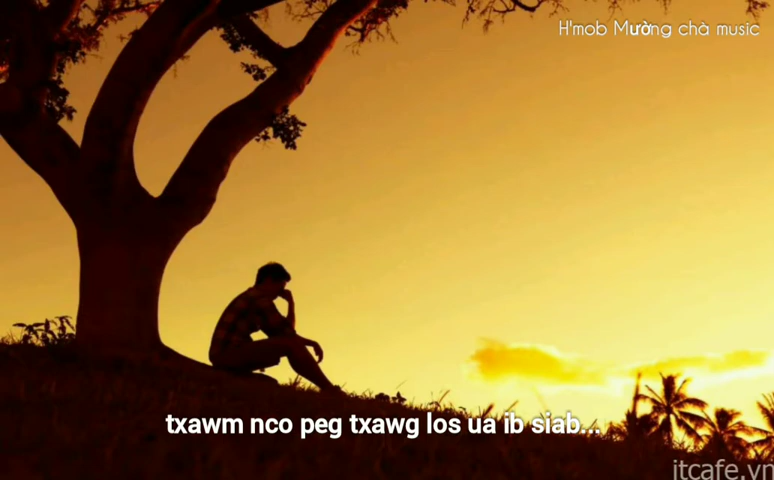 H'mob Mường chà music
txawm nco peg txawg los ua ib siab...
itcafe.vn